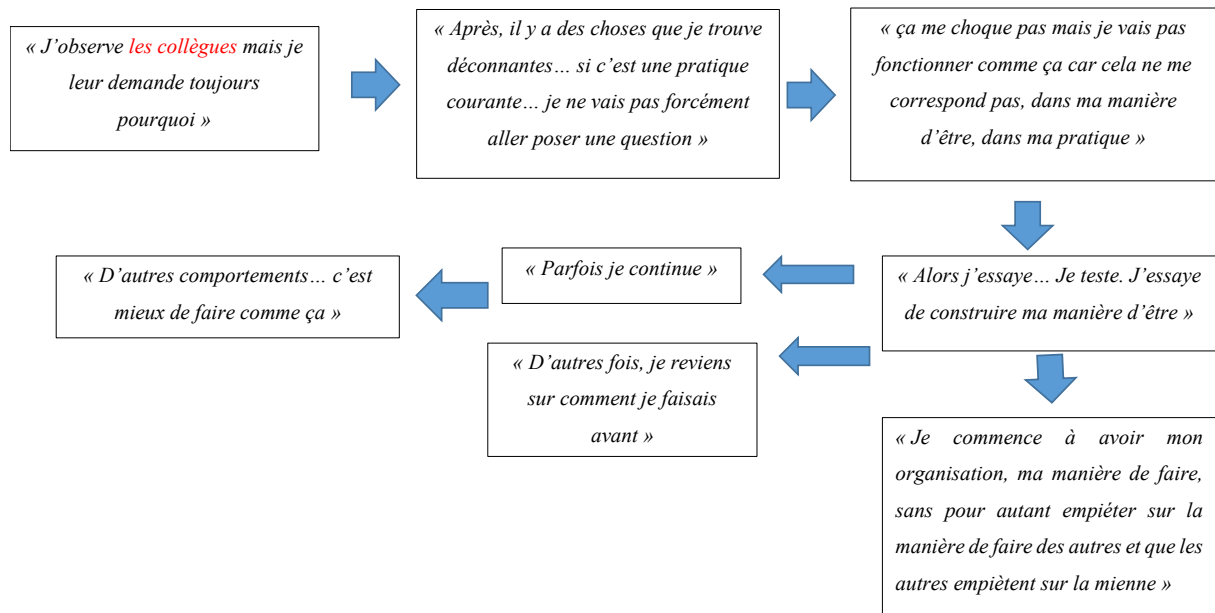 « J’observe les collègues mais je
leur demande toujours
pourquoi »
« Après, il y a des choses que je trouve
déconnantes… si c’est une pratique
courante… je ne vais pas forcément
aller poser une question »
« ça me choque pas mais je vais pas
fonctionner comme ça car cela ne me
correspond pas, dans ma manière
d’être, dans ma pratique »
« Alors j’essaye… Je teste. J’essaye
de construire ma manière d’être »
« Parfois je continue »
« D’autres comportements… c’est
mieux de faire comme ça »
« D’autres fois, je reviens
sur comment je faisais
avant »
« Je commence à avoir mon
organisation, ma manière de faire,
sans pour autant empiéter sur la
manière de faire des autres et que les
autres empiètent sur la mienne »